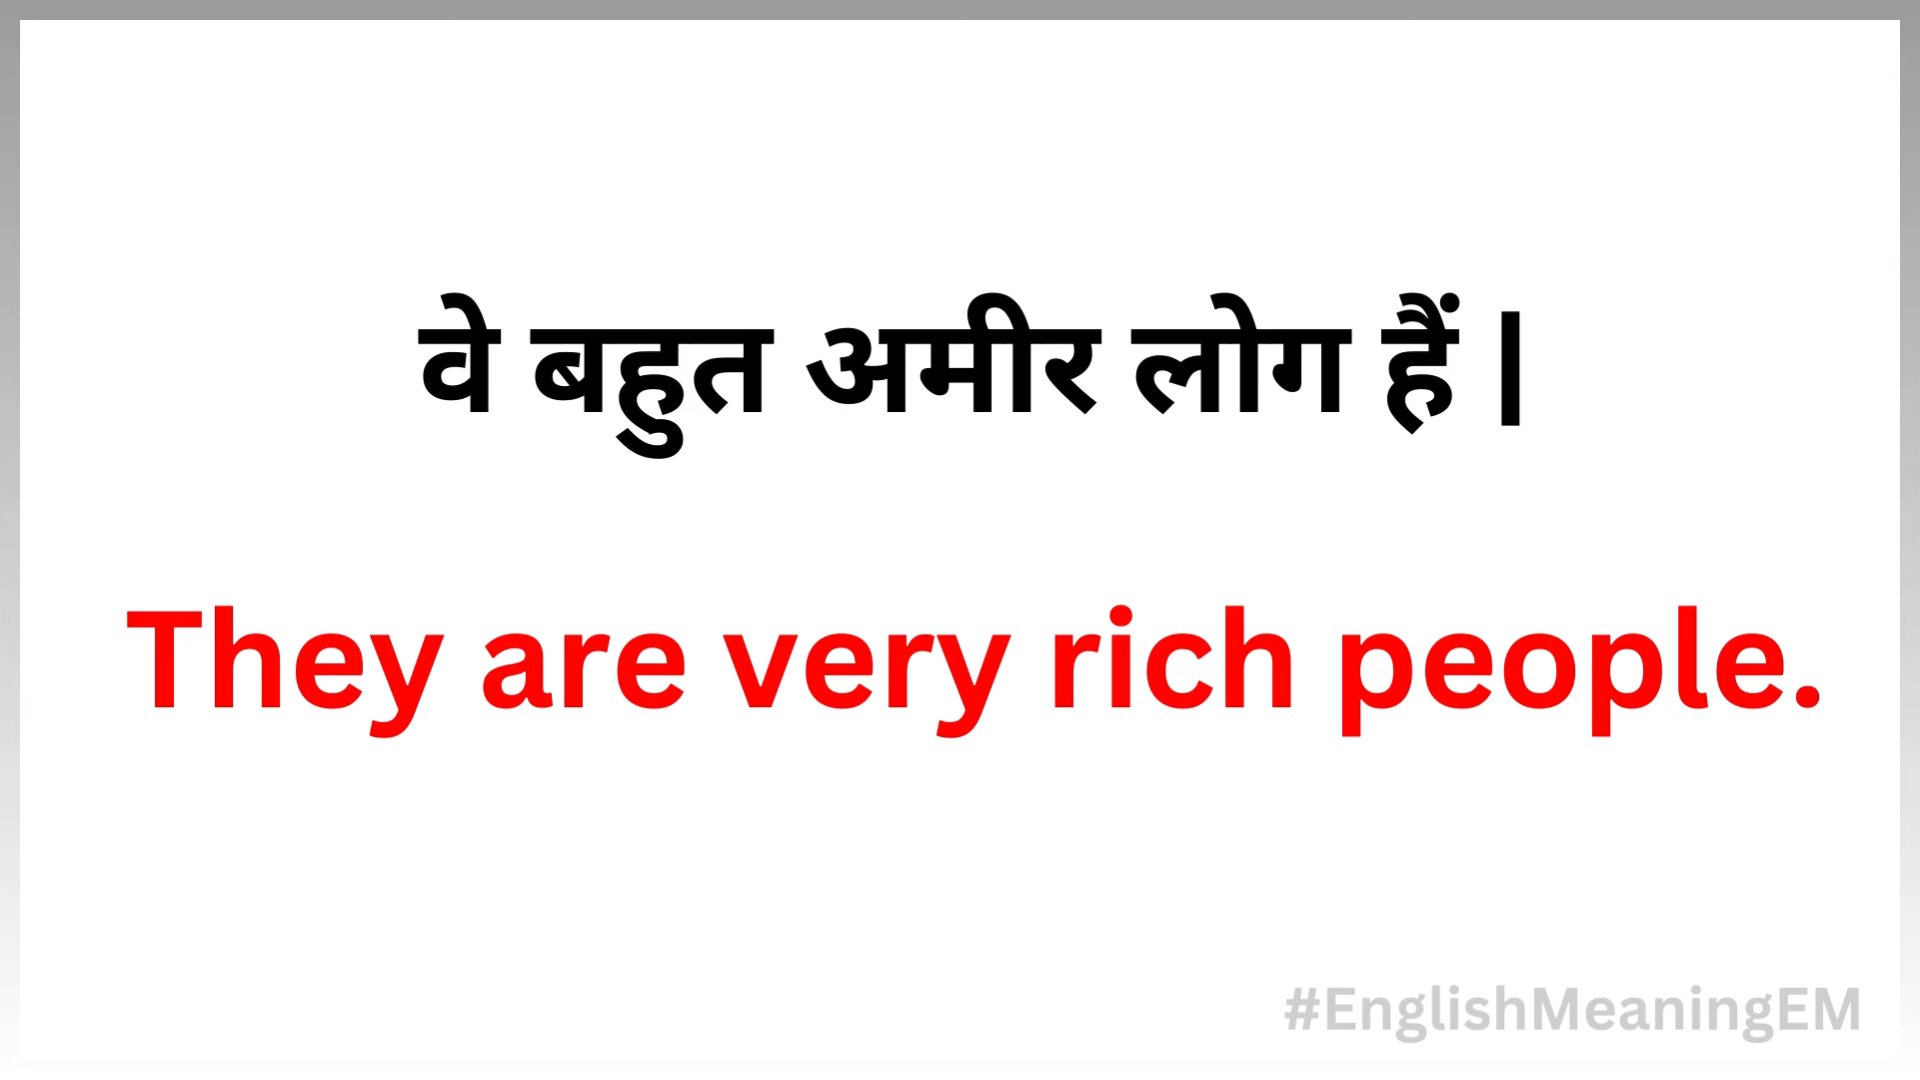 वे बहुत अमीर लोग हैं |
They are very rich people.
#EnglishMeaningEM